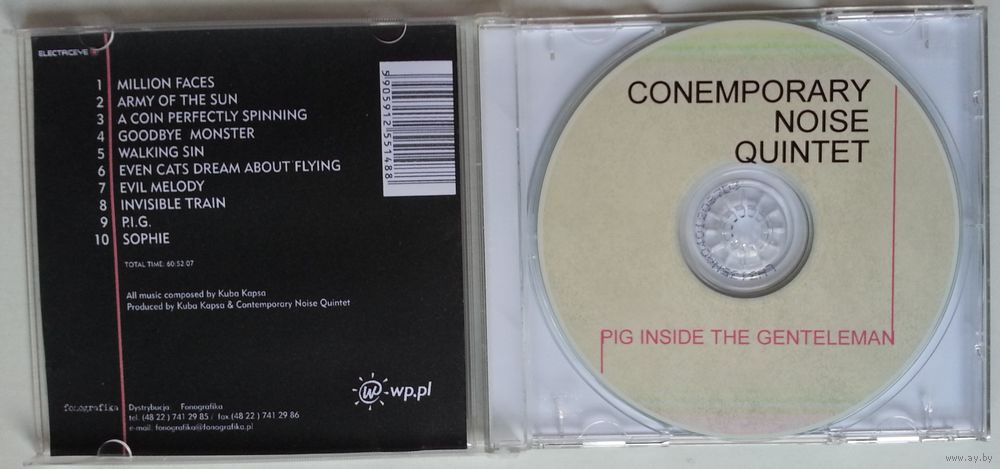 ELECTRICEYE
1 MILLION FACES
2 ARMY OF THE SUN
3 A COIN PERFECTLY SPINNING
4 GOODBYE MONSTER
5 WALKING SIN
6 EVEN CATS DREAM ABOUT FLYING
7 EVIL MELODY
8 INVISIBLE TRAIN
9 P.I.G.
10 SOPHIE
TOTAL TIME: 60:52:07
All music composed by Kuba Kapsa
Produced by Kuba Kapsa & Contemporary Noise Quintet
w wp.pl
fonografika Dystrybucja: Fonografika
tel. (48 22 ) 741 29 85 / fax (48 22 ) 741 29 86
e-mail: fonografika@fonografika.pl
5905912551488
CONEMPORARY
NOISE
QUINTET
PIG INSIDE THE GENTELEMAN
www.ay.by